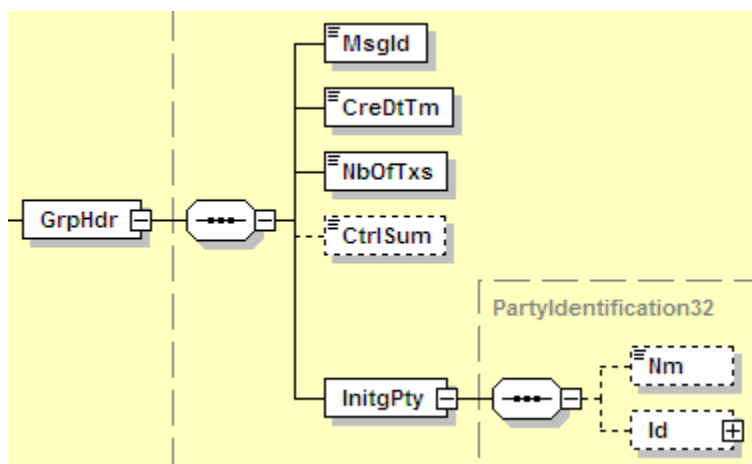 MsgId
CreDtTm
NbOfTxs
GrpHdr
CtrlSum
PartyIdentification32
Nm
InitgPty
Id